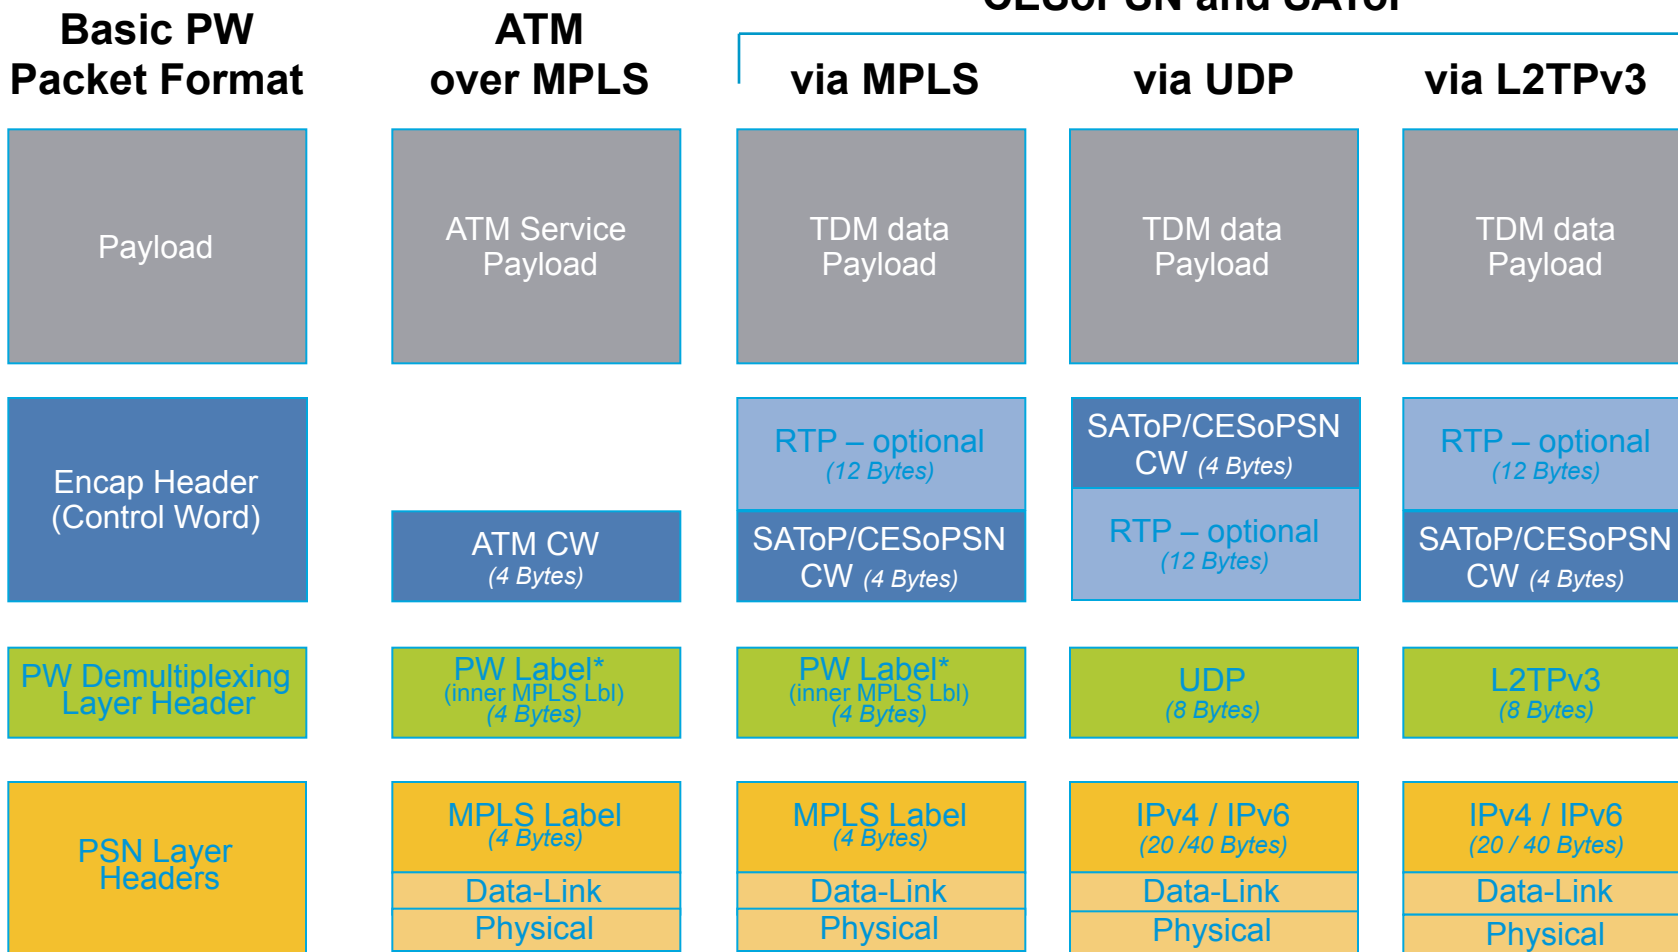 CESoPSN and SAToP
Basic PW
Packet Format
ATM
over MPLS
via MPLS
via UDP
via L2TPv3
Payload
ATM Service
Payload
TDM data
Payload
TDM data
Payload
TDM data
Payload
Encap Header
(Control Word)
ATM CW
(4 Bytes)
RTP – optional
(12 Bytes)
SAToP/CESoPSN
CW (4 Bytes)
SAToP/CESoPSN
CW (4 Bytes)
RTP – optional
(12 Bytes)
RTP – optional
(12 Bytes)
SAToP/CESoPSN
CW (4 Bytes)
PW Demultiplexing
Layer Header
PW Label*
(inner MPLS Lbl)
(4 Bytes)
PW Label*
(inner MPLS Lbl)
(4 Bytes)
UDP
(8 Bytes)
L2TPv3
(8 Bytes)
PSN Layer
Headers
MPLS Label
(4 Bytes)
Data-Link
Physical
MPLS Label
(4 Bytes)
Data-Link
Physical
IPv4 / IPv6
(20 /40 Bytes)
Data-Link
Physical
IPv4 / IPv6
(20 / 40 Bytes)
Data-Link
Physical